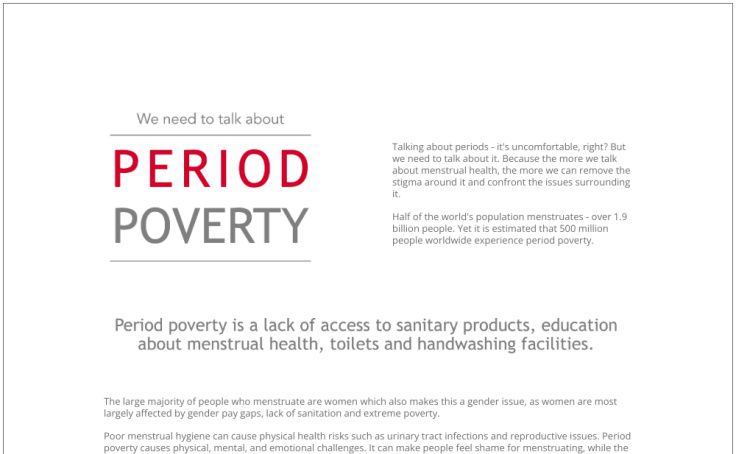 We need to talk about
PERIOD
POVERTY
Talking about periods - it's uncomfortable, right? But
we need to talk about it. Because the more we talk
about menstrual health, the more we can remove the
stigma around it and confront the issues surrounding
it.
Half of the world's population menstruates - over 1.9
billion people. Yet it is estimated that 500 million
people worldwide experience period poverty.
Period poverty is a lack of access to sanitary products, education
about menstrual health, toilets and handwashing facilities.
The large majority of people who menstruate are women which also makes this a gender issue, as women are most
largely affected by gender pay gaps, lack of sanitation and extreme poverty.
Poor menstrual hygiene can cause physical health risks such as urinary tract infections and reproductive issues. Period
poverty causes physical, mental, and emotional challenges. It can make people feel shame for menstruating, while the